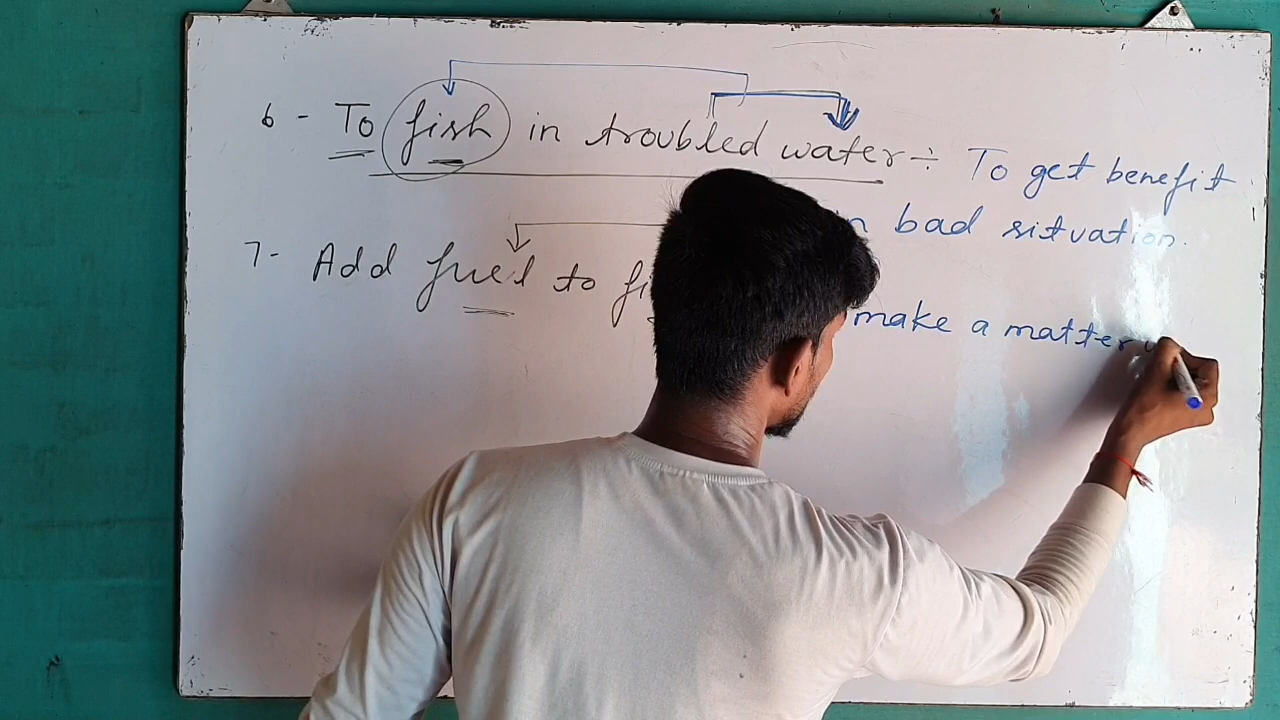 6 - To fish in troubled water ÷ To get benefit
bad situation.
7- Add fuel to
make a matter